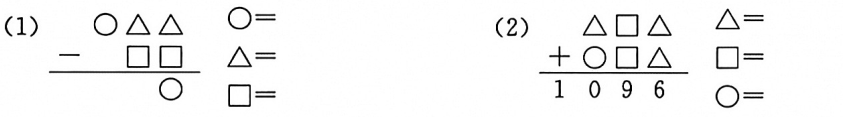 (1) ○△△ ○=
− □□ △=
○ □=
(2) △□△ △=
+ ○□△ □=
1 0 9 6 ○=